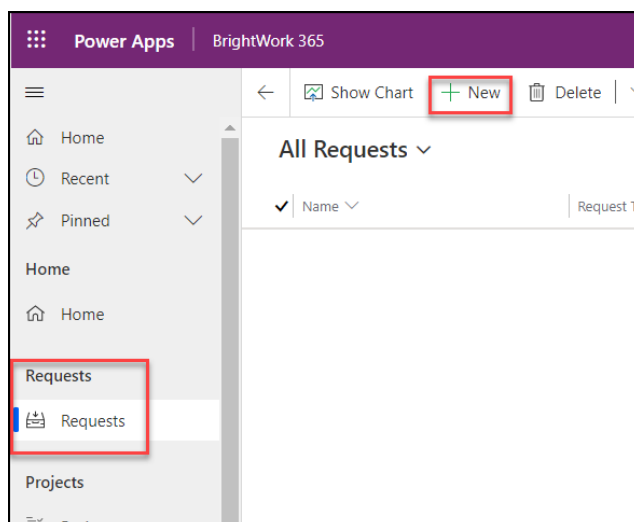 Power Apps BrightWork 365
Show Chart New Delete
Home
Recent
Pinned
Home
Home
Requests
Requests
Projects
All Requests
Name Request